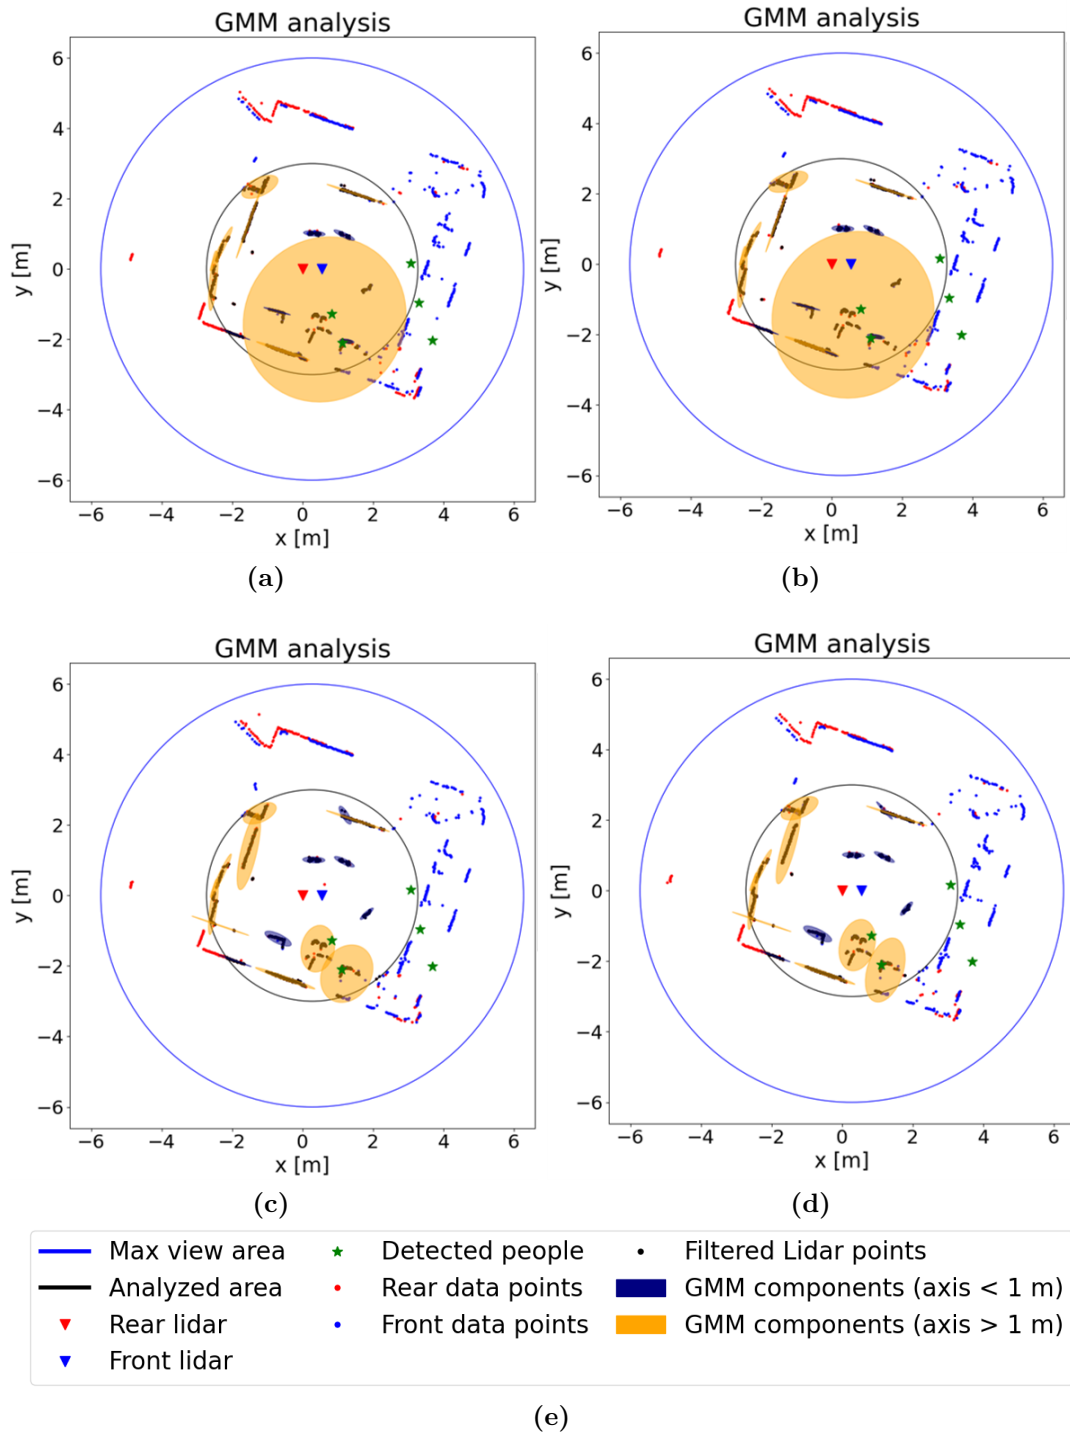 GMM analysis
GMM analysis
6
4
2
0
−2
−4
−6
y [m]
−6 −4 −2 0 2 4 6
x [m]
6
4
2
0
−2
−4
−6
y [m]
−6 −4 −2 0 2 4 6
x [m]
(a)
(b)
GMM analysis
GMM analysis
6
4
2
0
−2
−4
−6
y [m]
−6 −4 −2 0 2 4 6
x [m]
6
4
2
0
−2
−4
−6
y [m]
−6 −4 −2 0 2 4 6
x [m]
(c)
(d)
Max view area
Analyzed area
Rear lidar
Front lidar
Detected people
Rear data points
Front data points
Filtered Lidar points
GMM components (axis < 1 m)
GMM components (axis > 1 m)
(e)